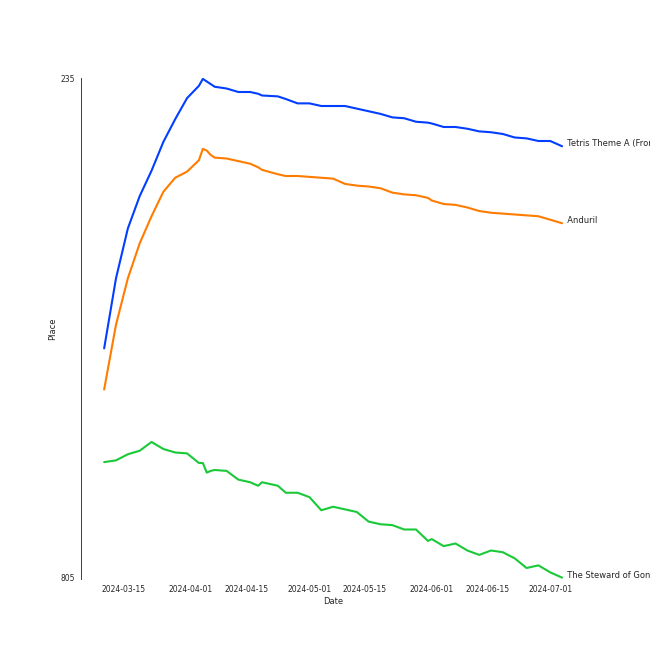 235
Tetris Theme A (Fror
Anduril
Place
The Steward of Gon
805
2024-03-15 2024-04-01 2024-04-15 2024-05-01 2024-05-15 2024-06-01 2024-06-15 2024-07-01
Date